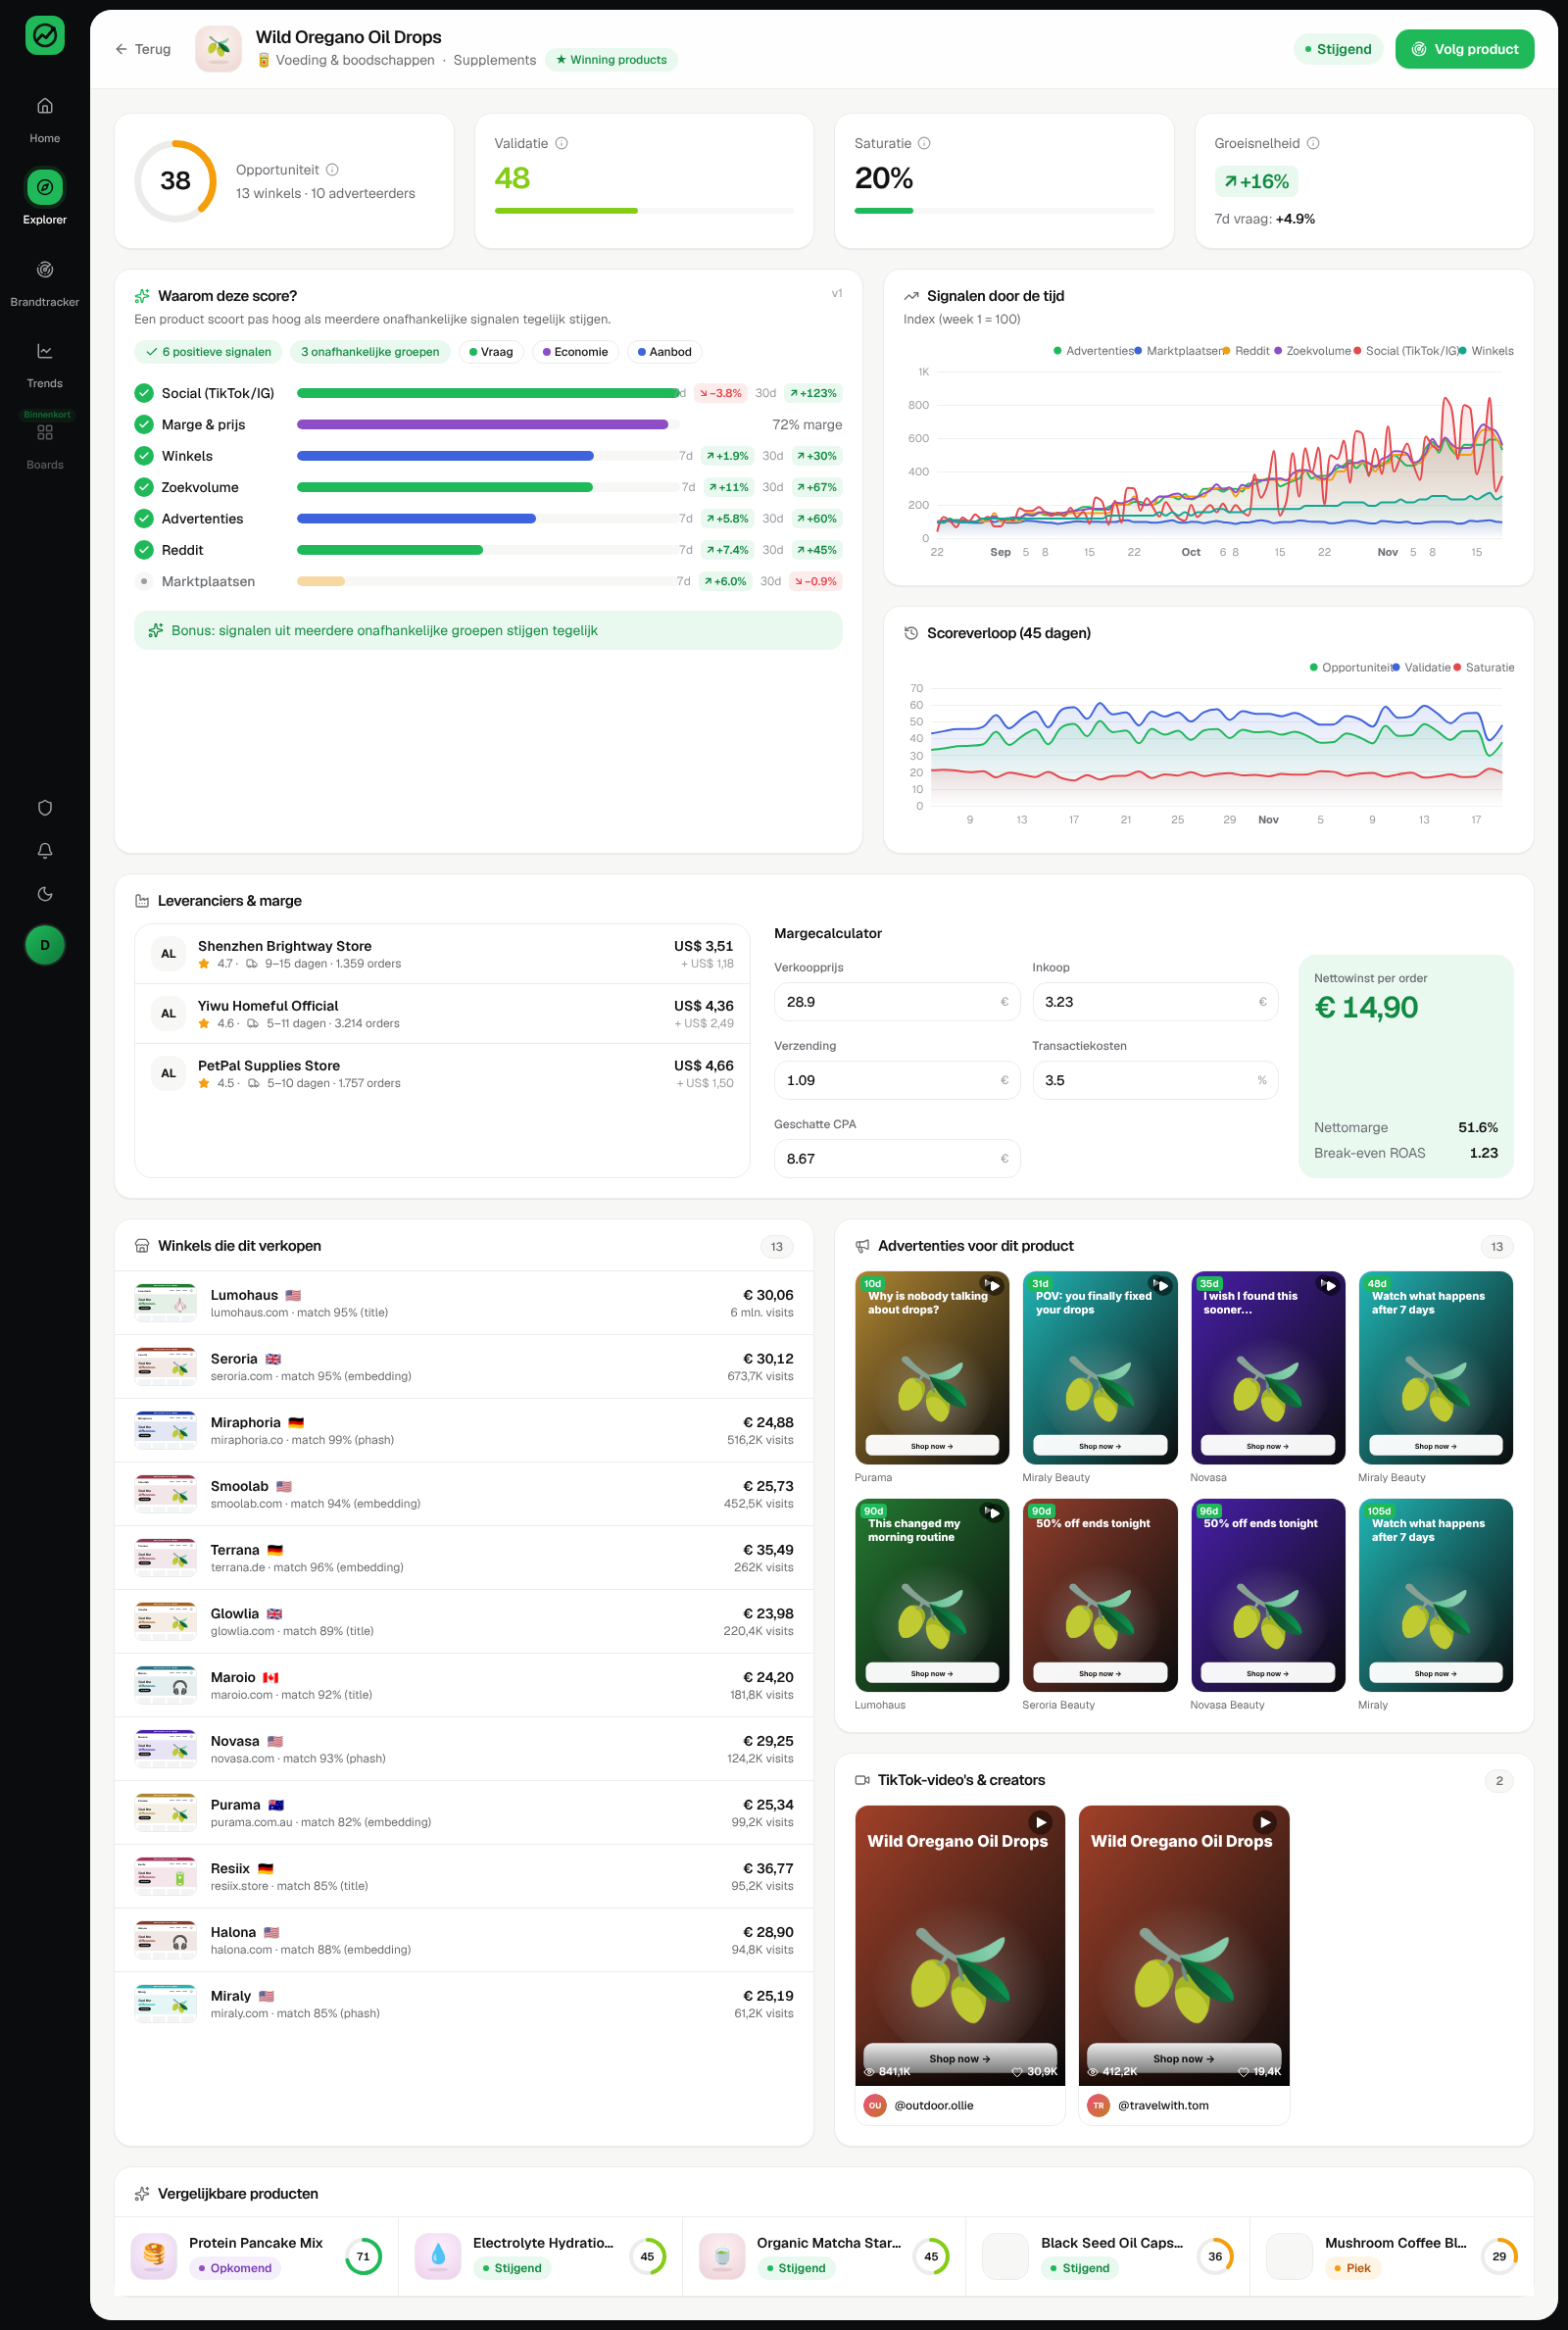 Terug
Wild Oregano Oil Drops
Voeding & boodschappen · Supplements
★ Winning products
Stijgend
Volg product
Home
Explorer
Brandtracker
Trends
Binnenkort
Boards
D
38
Opportuniteit
13 winkels · 10 adverteerders
Validatie
48
Saturatie
20%
Groeisnelheid
+16%
7d vraag: +4.9%
Waarom deze score?
v1
Een product scoort pas hoog als meerdere onafhankelijke signalen tegelijk stijgen.
6 positieve signalen
3 onafhankelijke groepen
Vraag
Economie
Aanbod
Social (TikTok/IG) d −3.8% 30d +123%
Marge & prijs 72% marge
Winkels 7d +1.9% 30d +30%
Zoekvolume 7d +11% 30d +67%
Advertenties 7d +5.8% 30d +60%
Reddit 7d +7.4% 30d +45%
Marktplaatsen 7d +6.0% 30d −0.9%
Bonus: signalen uit meerdere onafhankelijke groepen stijgen tegelijk
Signalen door de tijd
Index (week 1 = 100)
Advertenties Marktplaatsen Reddit Zoekvolume Social (TikTok/IG) Winkels
1K
800
600
400
200
0
22 Sep 5 8 15 22 Oct 6 8 15 22 Nov 5 8 15
Scoreverloop (45 dagen)
Opportuniteit Validatie Saturatie
70
60
50
40
30
20
10
0
9 13 17 21 25 29 Nov 5 9 13 17
Leveranciers & marge
AL
Shenzhen Brightway Store
US$ 3,51
4.7 · 9–15 dagen · 1.359 orders
+ US$ 1,18
AL
Yiwu Homeful Official
US$ 4,36
4.6 · 5–11 dagen · 3.214 orders
+ US$ 2,49
AL
PetPal Supplies Store
US$ 4,66
4.5 · 5–10 dagen · 1.757 orders
+ US$ 1,50
Margecalculator
Verkoopprijs
28.9 €
Inkoop
3.23 €
Verzending
1.09 €
Transactiekosten
3.5 %
Geschatte CPA
8.67 €
Nettowinst per order
€ 14,90
Nettomarge 51.6%
Break-even ROAS 1.23
Winkels die dit verkopen
13
Lumohaus
€ 30,06
lumohaus.com · match 95% (title)
6 mln. visits
Seroria
€ 30,12
seroria.com · match 95% (embedding)
673,7K visits
Miraphoria
€ 24,88
miraphoria.co · match 99% (phash)
516,2K visits
Smoolab
€ 25,73
smoolab.com · match 94% (embedding)
452,5K visits
Terrana
€ 35,49
terrana.de · match 96% (embedding)
262K visits
Glowlia
€ 23,98
glowlia.com · match 89% (title)
220,4K visits
Maroio
€ 24,20
maroio.com · match 92% (title)
181,8K visits
Novasa
€ 29,25
novasa.com · match 93% (phash)
124,2K visits
Purama
€ 25,34
purama.com.au · match 82% (embedding)
99,2K visits
Resiix
€ 36,77
resiix.store · match 85% (title)
95,2K visits
Halona
€ 28,90
halona.com · match 88% (embedding)
94,8K visits
Miraly
€ 25,19
miraly.com · match 85% (phash)
61,2K visits
Advertenties voor dit product
13
10d
Why is nobody talking
about drops?
Shop now →
Purama
31d
POV: you finally fixed
your drops
Shop now →
Miraly Beauty
35d
I wish I found this
sooner...
Shop now →
Novasa
48d
Watch what happens
after 7 days
Shop now →
Miraly Beauty
90d
This changed my
morning routine
Shop now →
Lumohaus
90d
50% off ends tonight
Shop now →
Seroria Beauty
96d
50% off ends tonight
Shop now →
Novasa Beauty
105d
Watch what happens
after 7 days
Shop now →
Miraly
TikTok-video's & creators
2
Wild Oregano Oil Drops
Shop now →
841,1K 30,9K
OU @outdoor.ollie
Wild Oregano Oil Drops
Shop now →
412,2K 19,4K
TR @travelwith.tom
Vergelijkbare producten
Protein Pancake Mix
Opkomend
71
Electrolyte Hydratio...
Stijgend
45
Organic Matcha Star...
Stijgend
45
Black Seed Oil Caps...
Stijgend
36
Mushroom Coffee Bl...
Piek
29